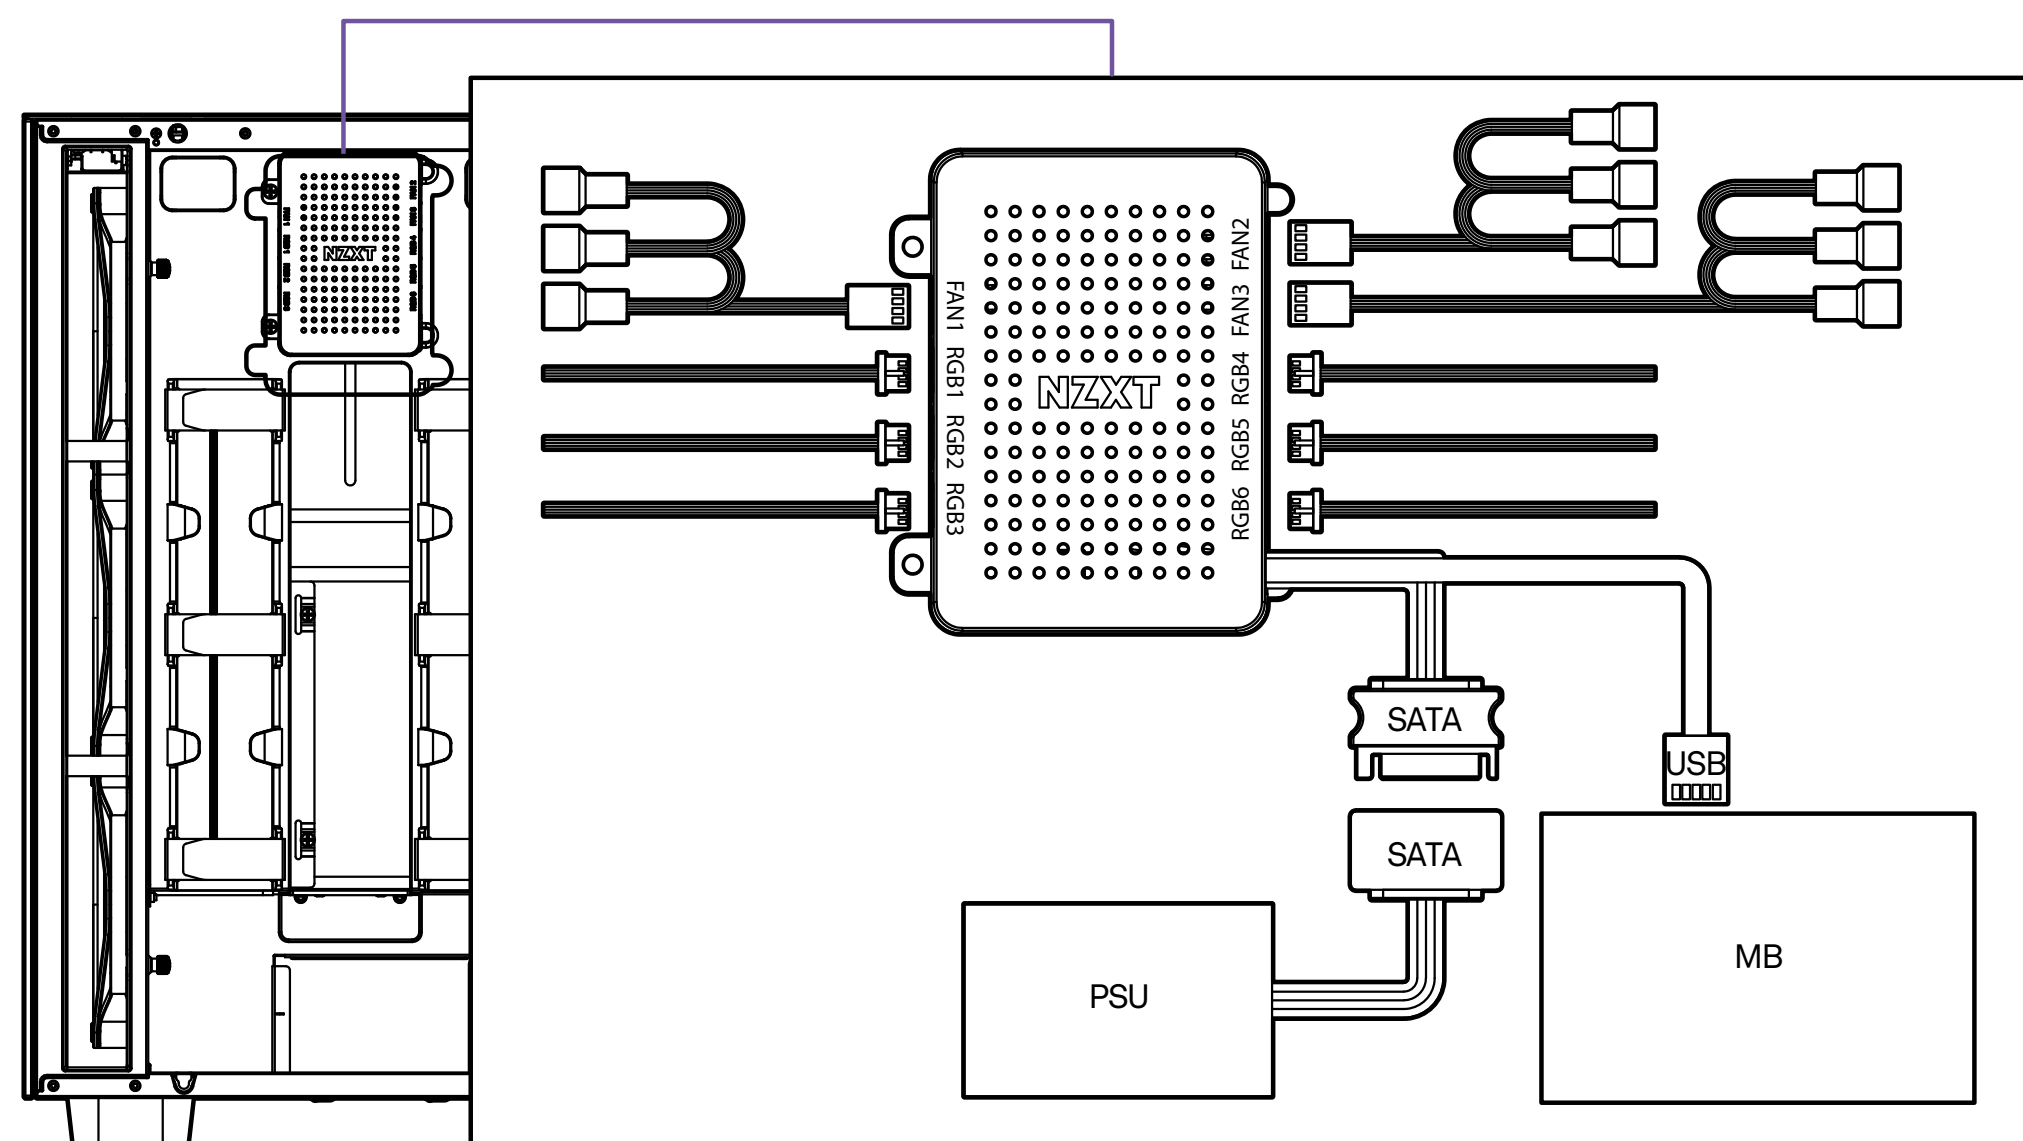 NZXT
FAN1 RGB1 RGB2 RGB3
NZXT
RGB6 RGB5 RGB4 FAN3 FAN2
SATA
USB
SATA
PSU
MB